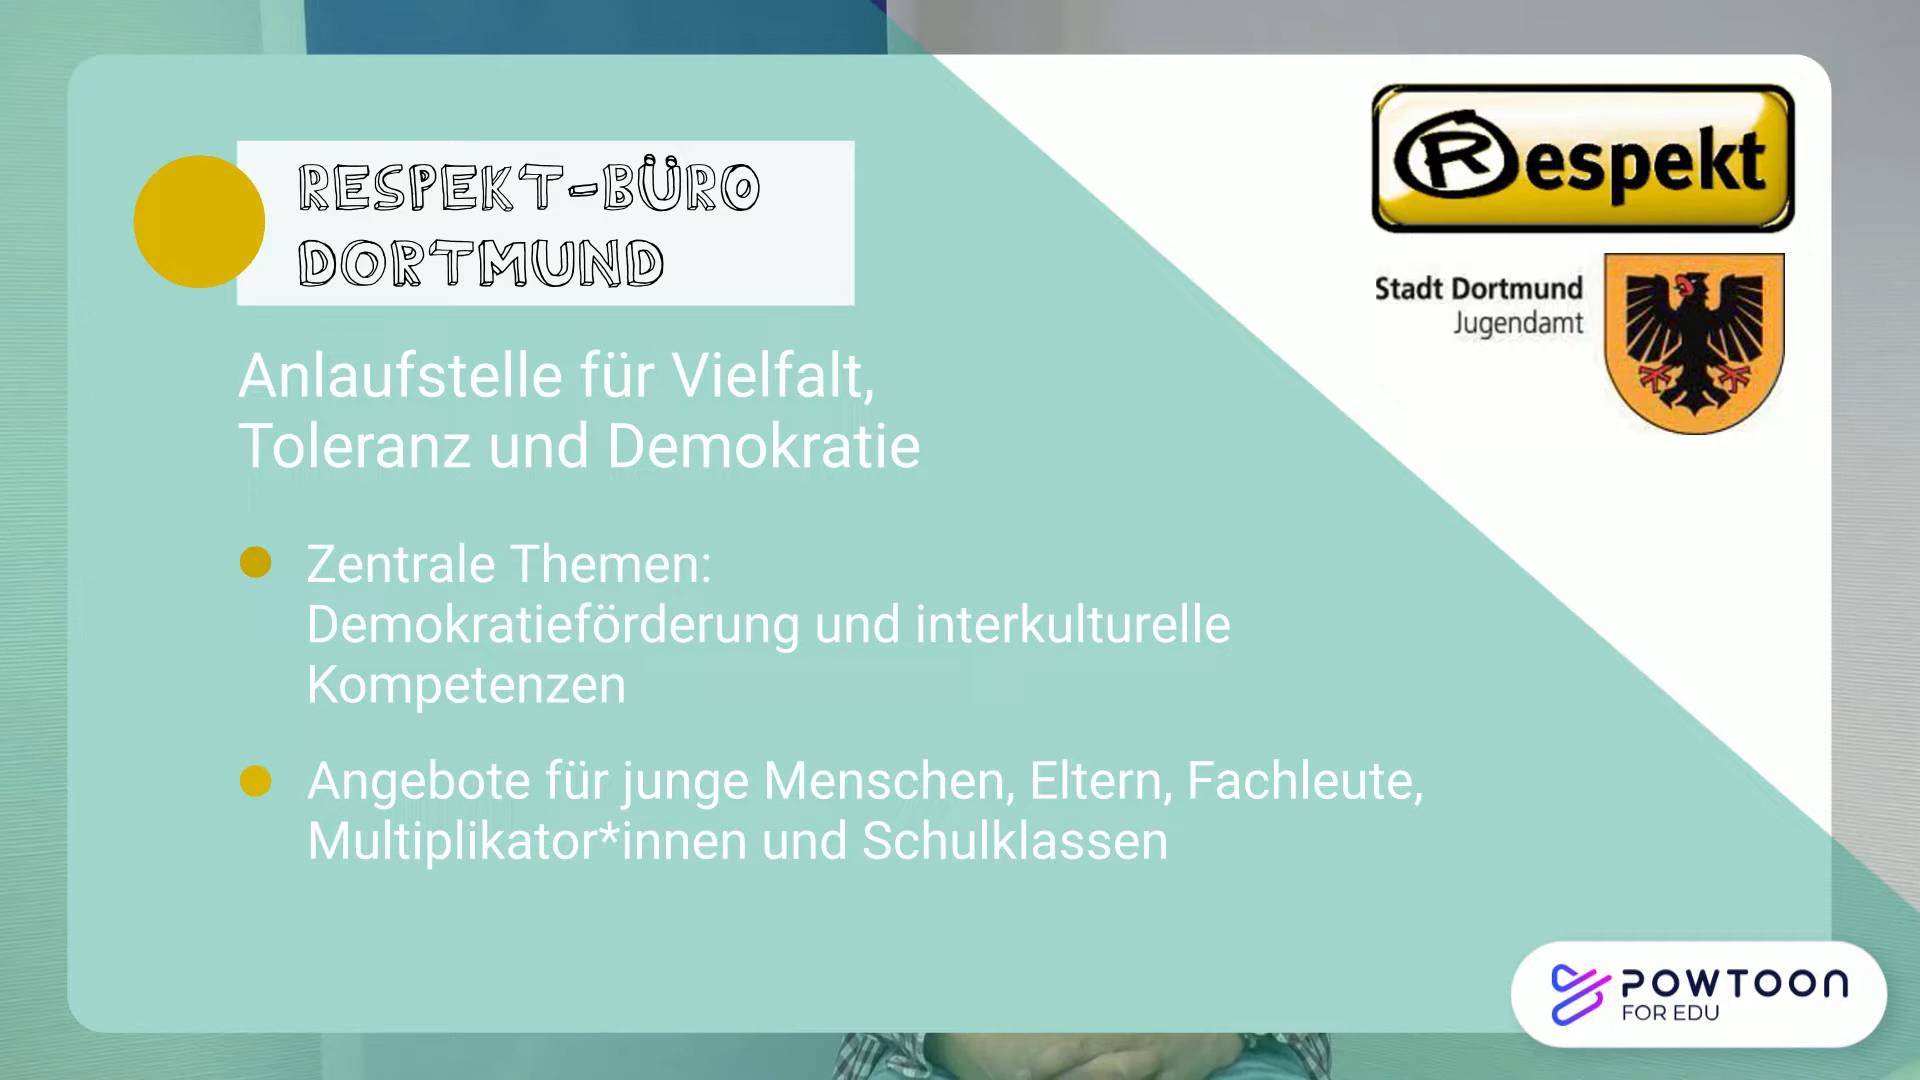 RESPEKT-BÜRO
DORTMUND
Respekt
Stadt Dortmund
Jugendamt
Anlaufstelle für Vielfalt,
Toleranz und Demokratie
Zentrale Themen:
Demokratieförderung und interkulturelle
Kompetenzen
Angebote für junge Menschen, Eltern, Fachleute,
Multiplikator*innen und Schulklassen
POWTOON
FOR EDU